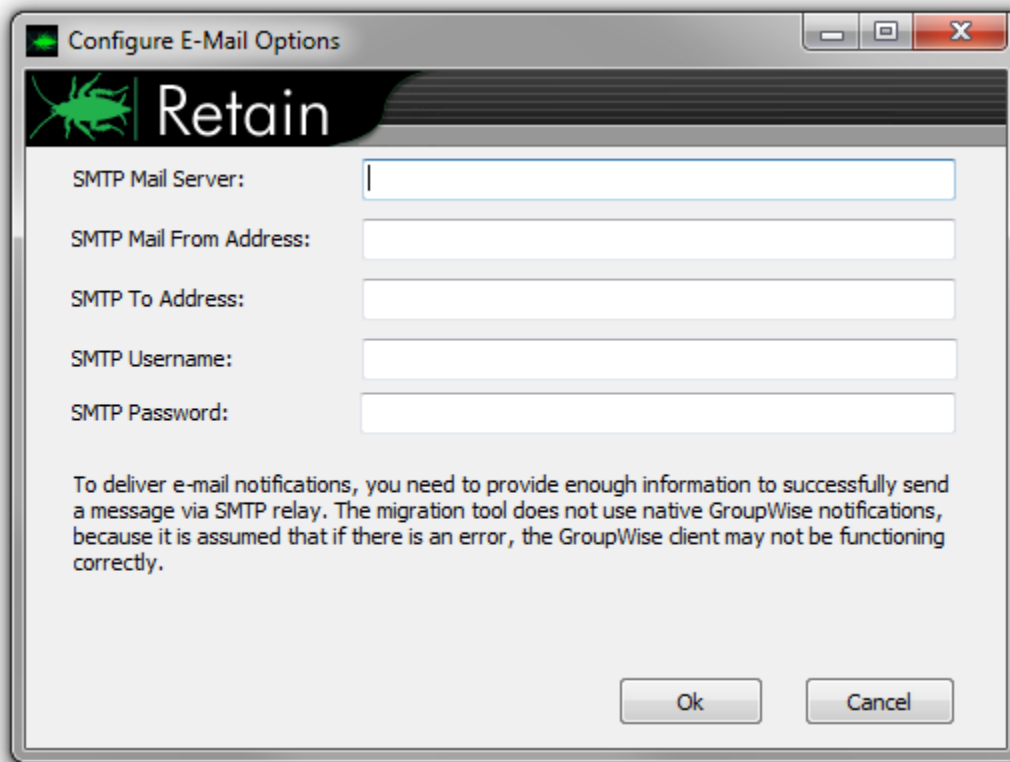 Configure E-Mail Options
Retain
SMTP Mail Server:
SMTP Mail From Address:
SMTP To Address:
SMTP Username:
SMTP Password:
To deliver e-mail notifications, you need to provide enough information to successfully send
a message via SMTP relay. The migration tool does not use native GroupWise notifications,
because it is assumed that if there is an error, the GroupWise client may not be functioning
correctly.
Ok Cancel